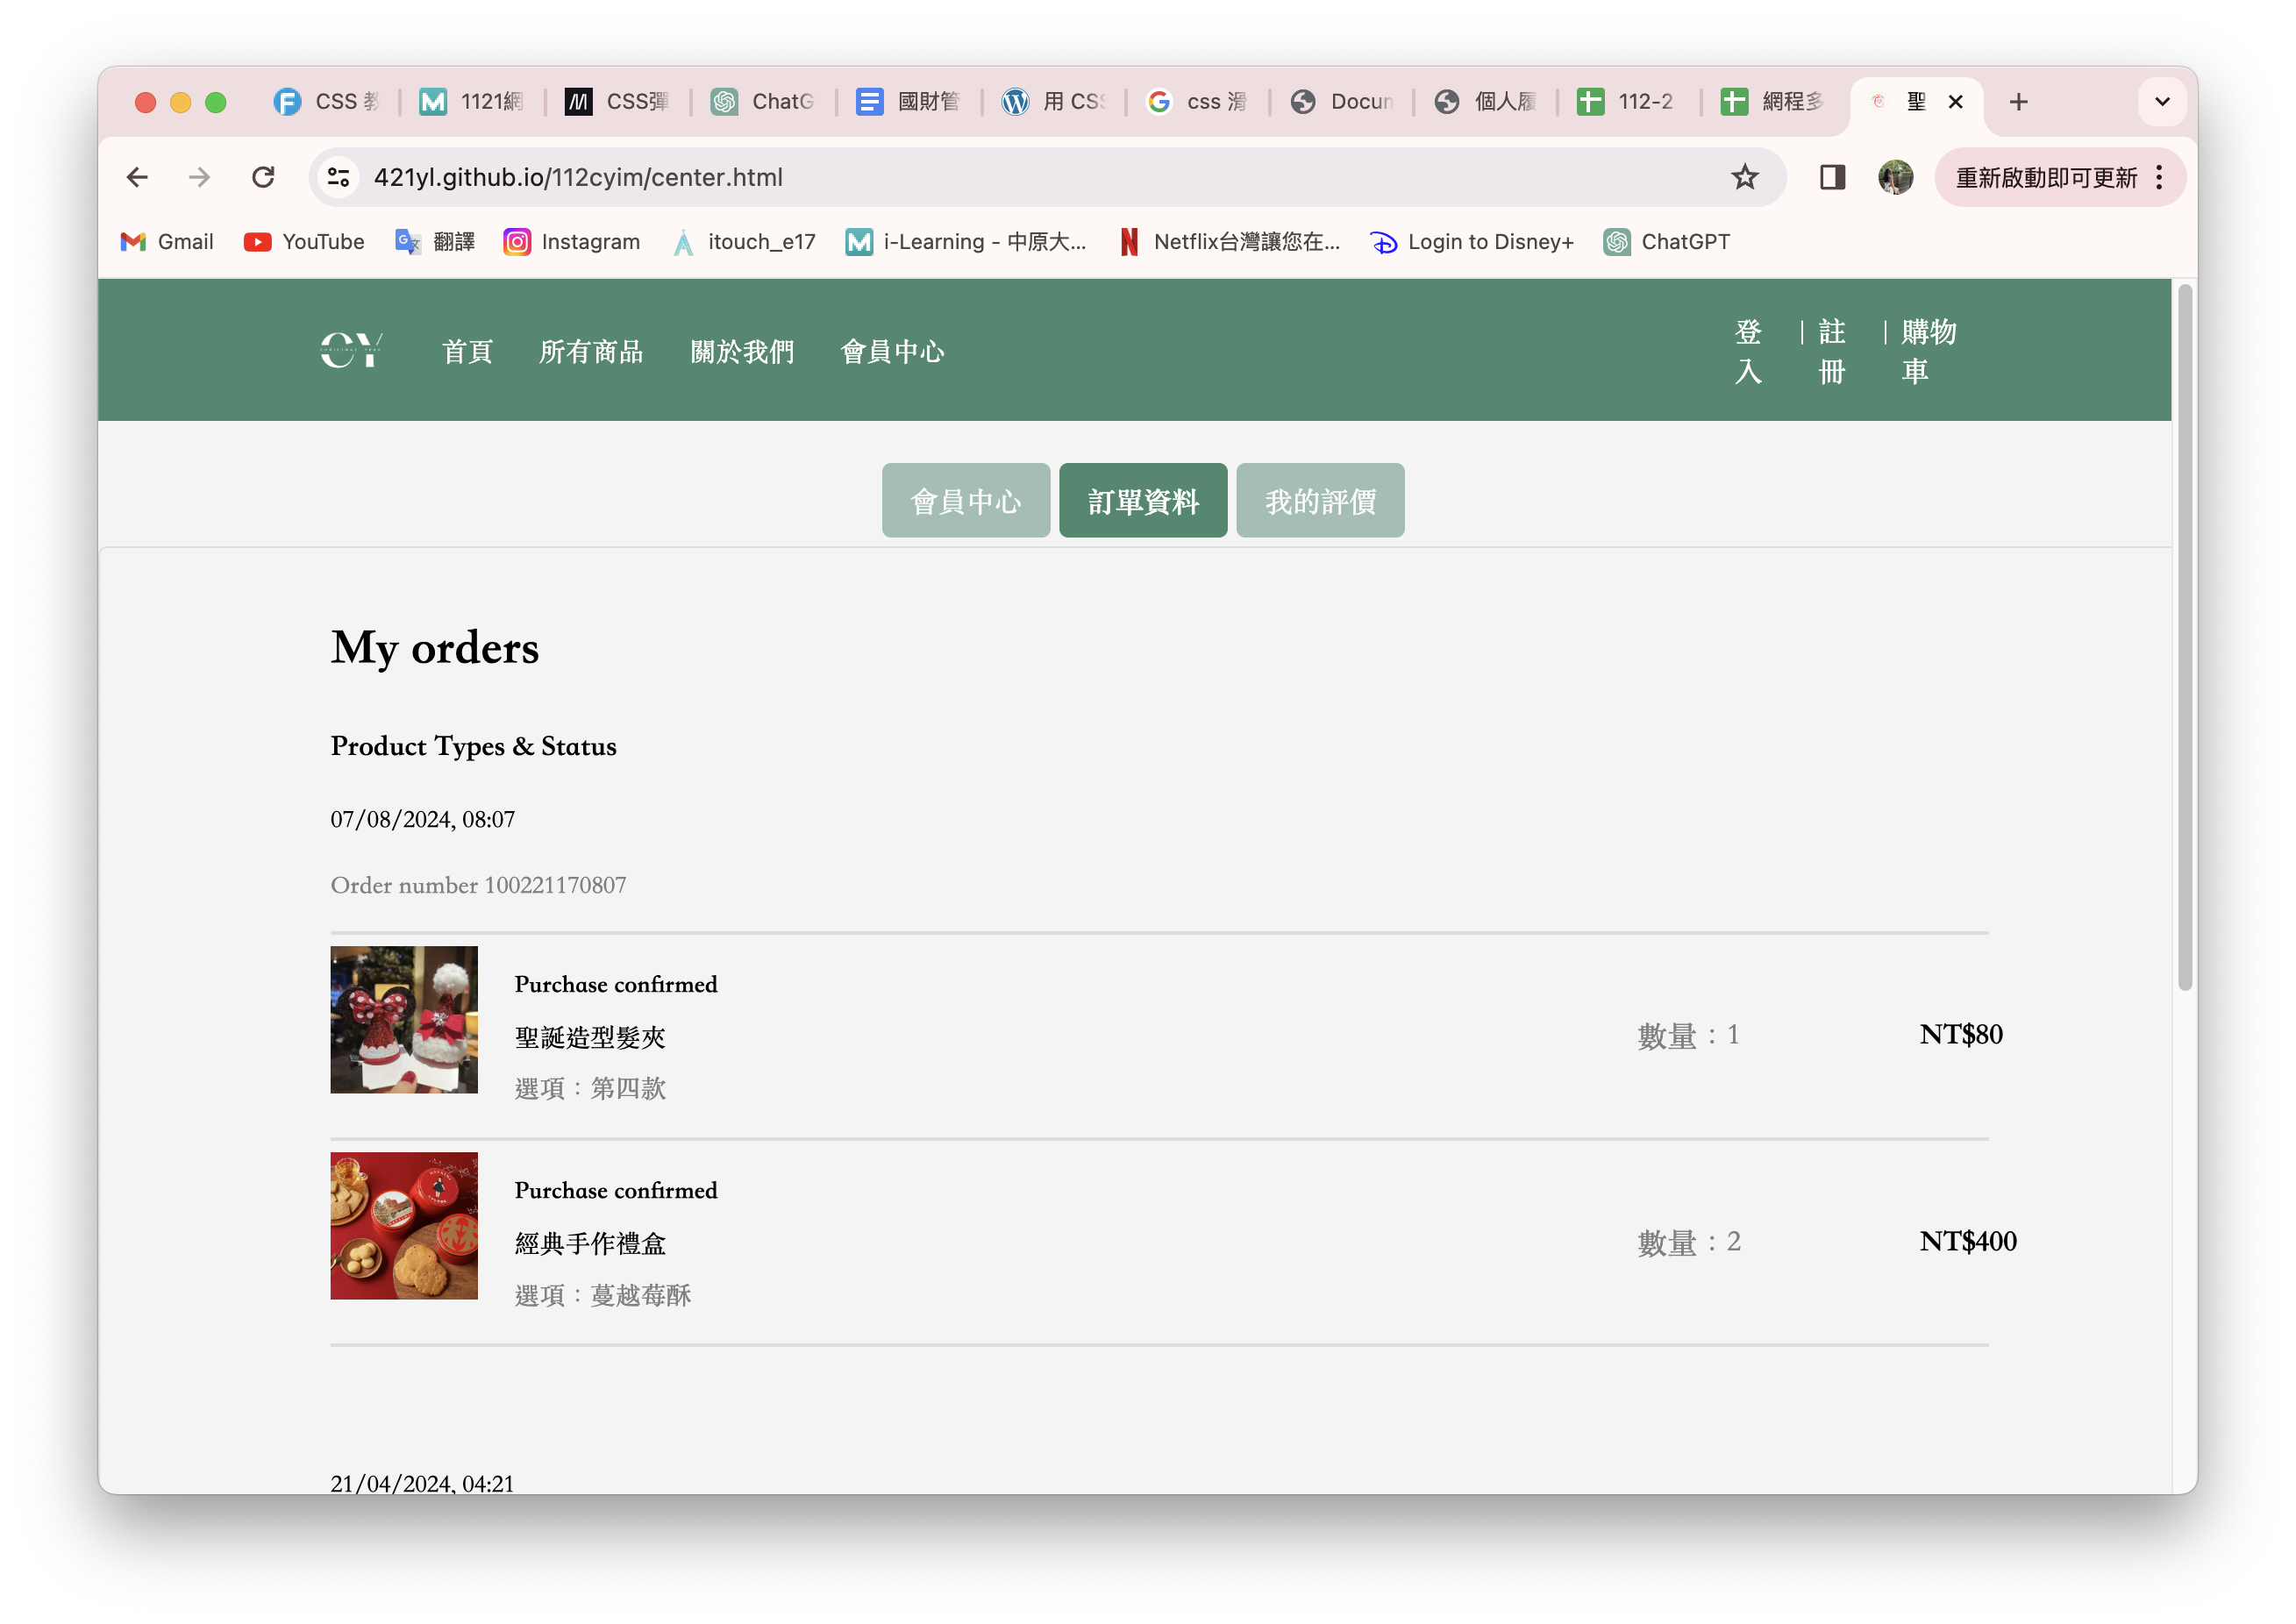 CSS 教
1121網
CSS彈
ChatG
國財管
用 CSS
css 滑
Docum
個人履
112-2
網程多
聖
421yl.github.io/112cyim/center.html
重新啟動即可更新
Gmail
YouTube
翻譯
Instagram
itouch_e17
i-Learning - 中原大...
Netflix台灣讓您在...
Login to Disney+
ChatGPT
CY
首頁
所有商品
關於我們
會員中心
登入
| 註冊
| 購物車
會員中心
訂單資料
我的評價
My orders
Product Types & Status
07/08/2024, 08:07
Order number 100221170807
Purchase confirmed
聖誕造型髮夾
選項：第四款
數量：1
NT$80
Purchase confirmed
經典手作禮盒
選項：蔓越莓酥
數量：2
NT$400
21/04/2024, 04:21